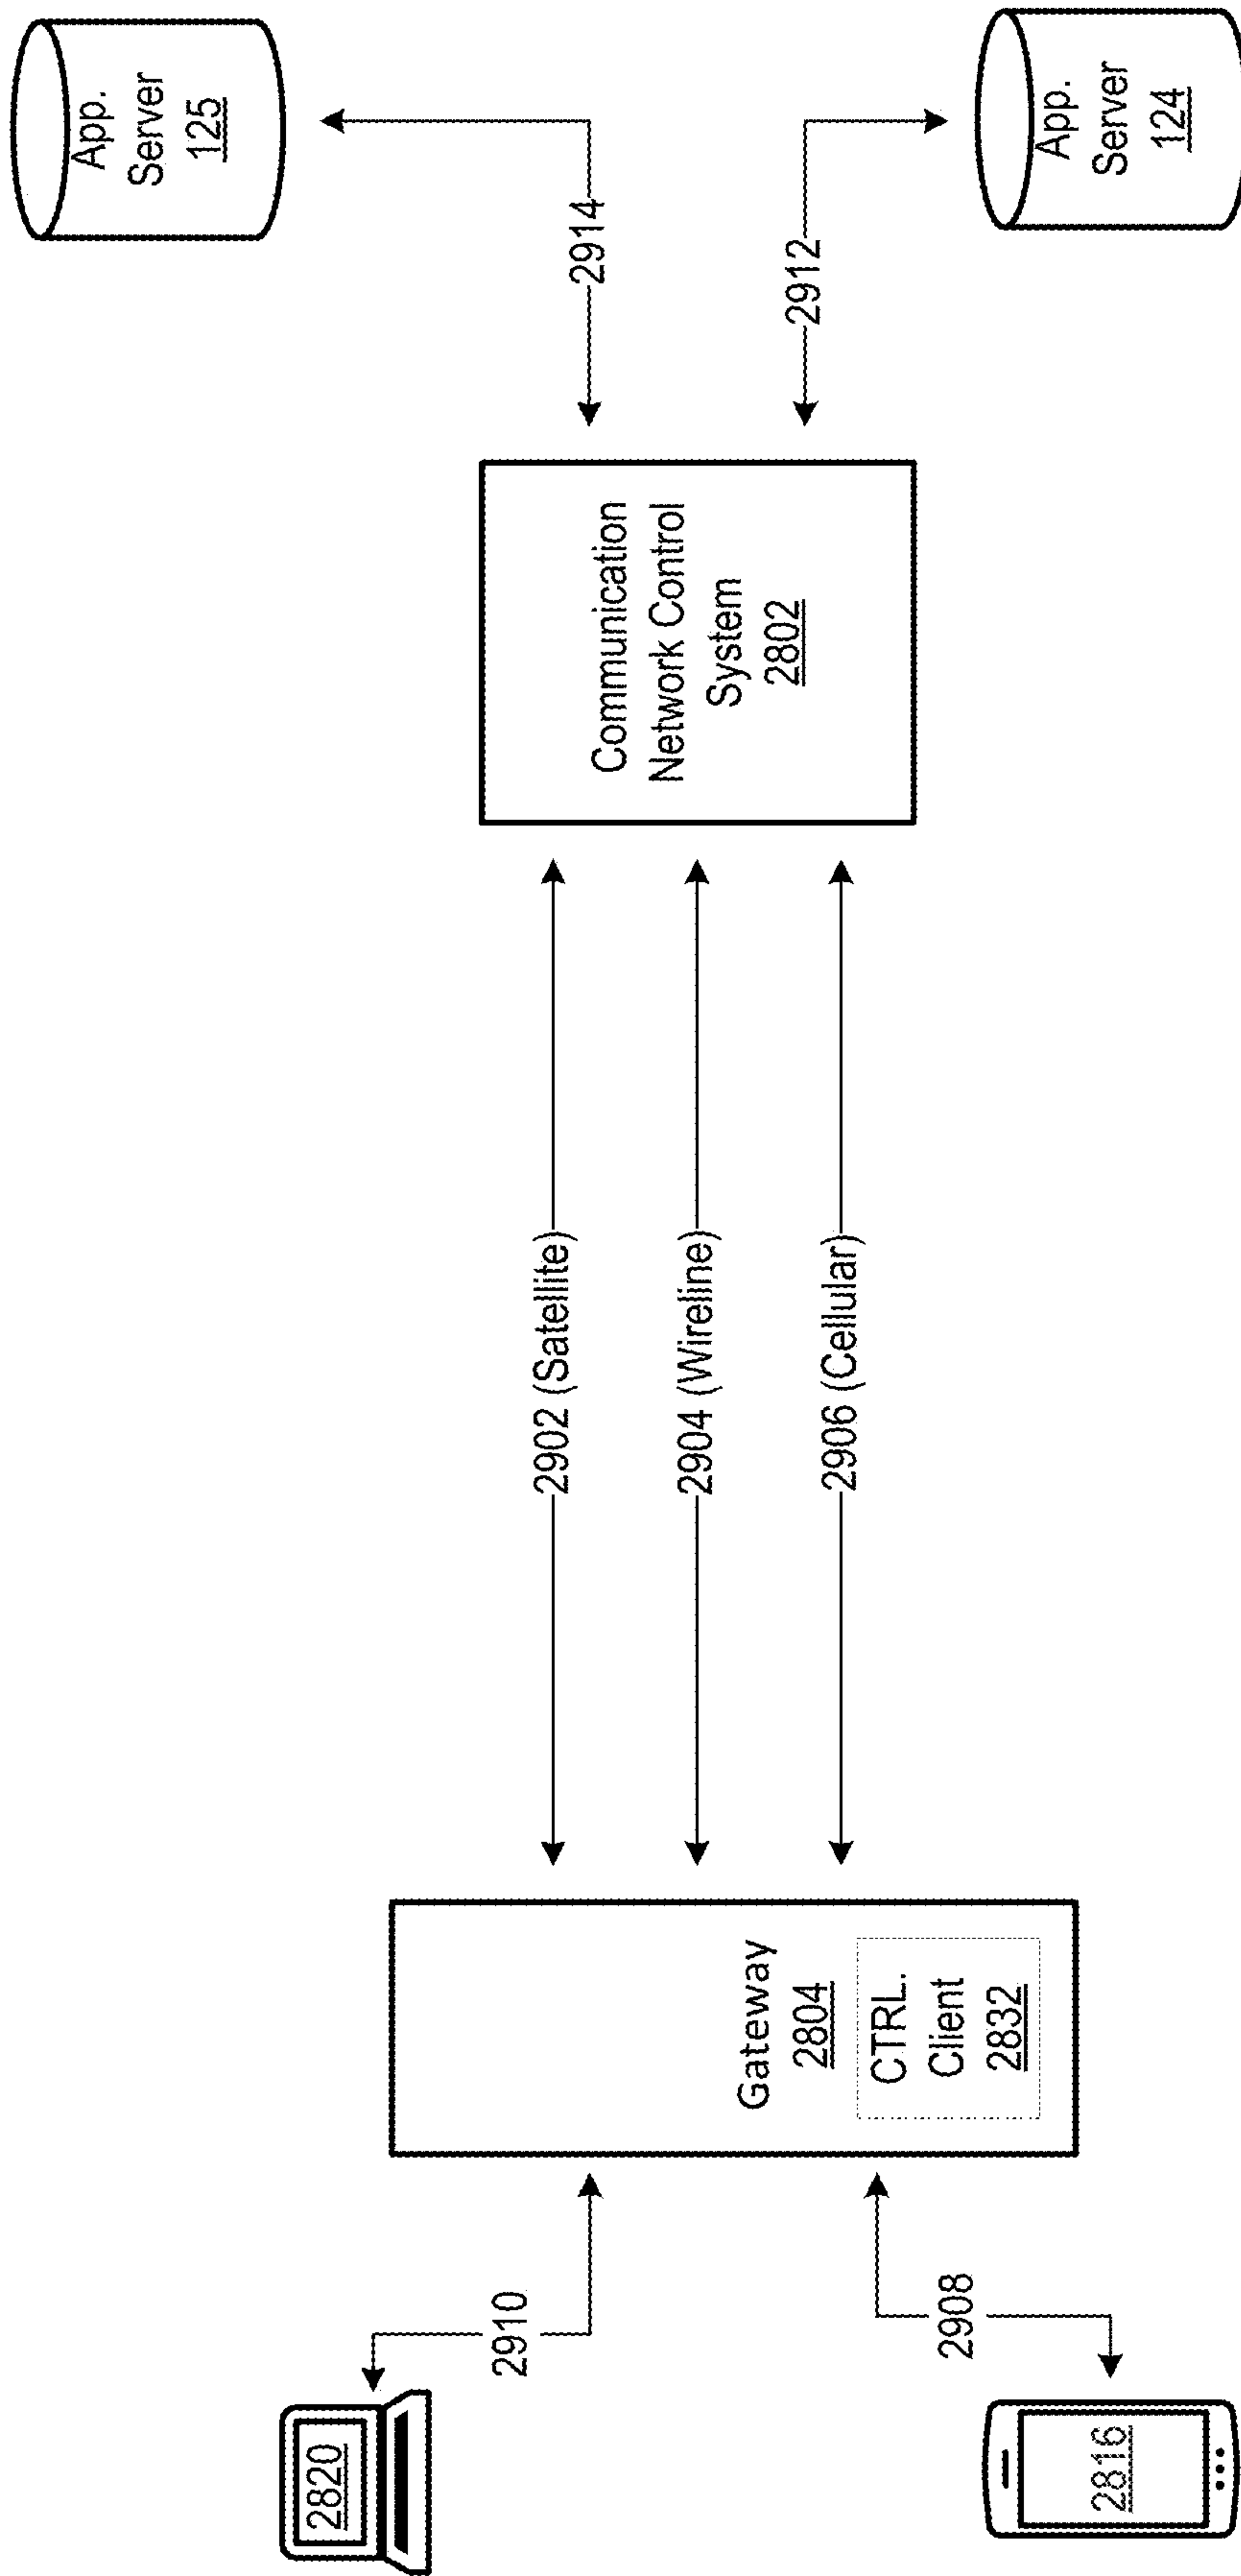 2820
2910
2816
2908
Gateway
2804
CTRL.
Client
2832
2902 (Satellite)
2904 (Wireline)
2906 (Cellular)
Communication
Network Control
System
2802
2914
2912
App.
Server
125
App.
Server
124